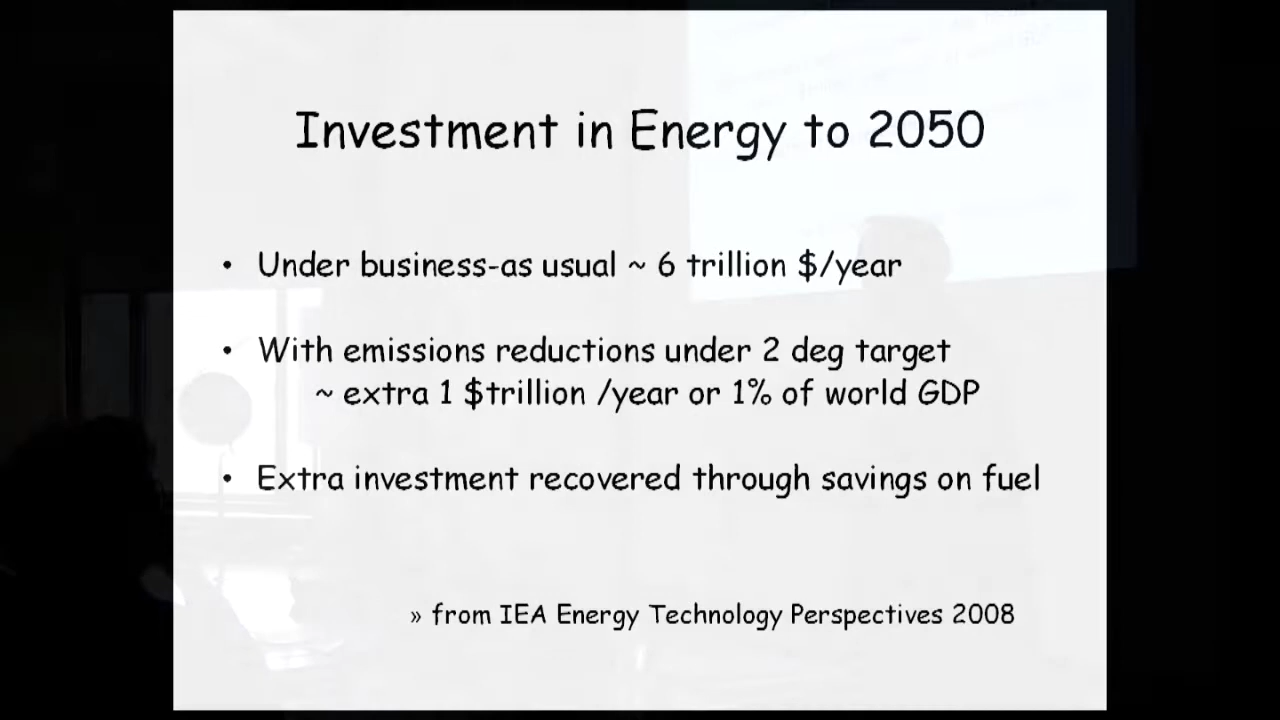 Investment in Energy to 2050
• Under business-as usual ~ 6 trillion $/year
• With emissions reductions under 2 deg target
~ extra 1 $trillion /year or 1% of world GDP
• Extra investment recovered through savings on fuel
» from IEA Energy Technology Perspectives 2008